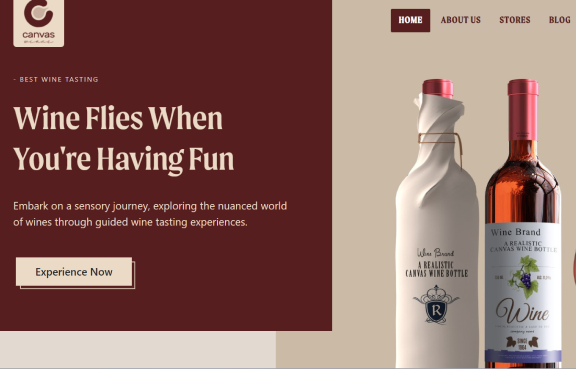 canvas
HOME
ABOUT US
STORES
BLOG
- BEST WINE TASTING
Wine Flies When
You're Having Fun
Embark on a sensory journey, exploring the nuanced world
of wines through guided wine tasting experiences.
Experience Now
Wine Brand
A REALISTIC
CANVAS WINE BOTTLE
R
Wine Brand
A REALISTIC
CANVAS WINE BOTTLE
Wine
SINCE